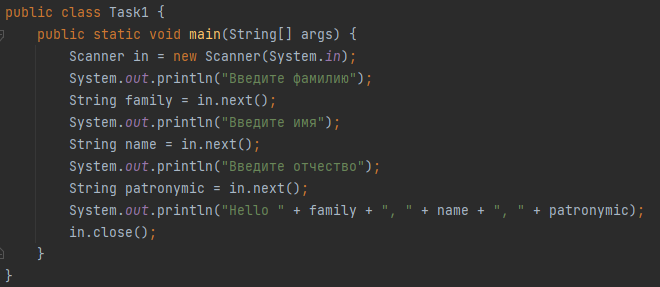 public class Task1 {
public static void main(String[] args) {
Scanner in = new Scanner(System.in);
System.out.println("Введите фамилию");
String family = in.next();
System.out.println("Введите имя");
String name = in.next();
System.out.println("Введите отчество");
String patronymic = in.next();
System.out.println("Hello " + family + ", " + name + ", " + patronymic);
in.close();
}
}